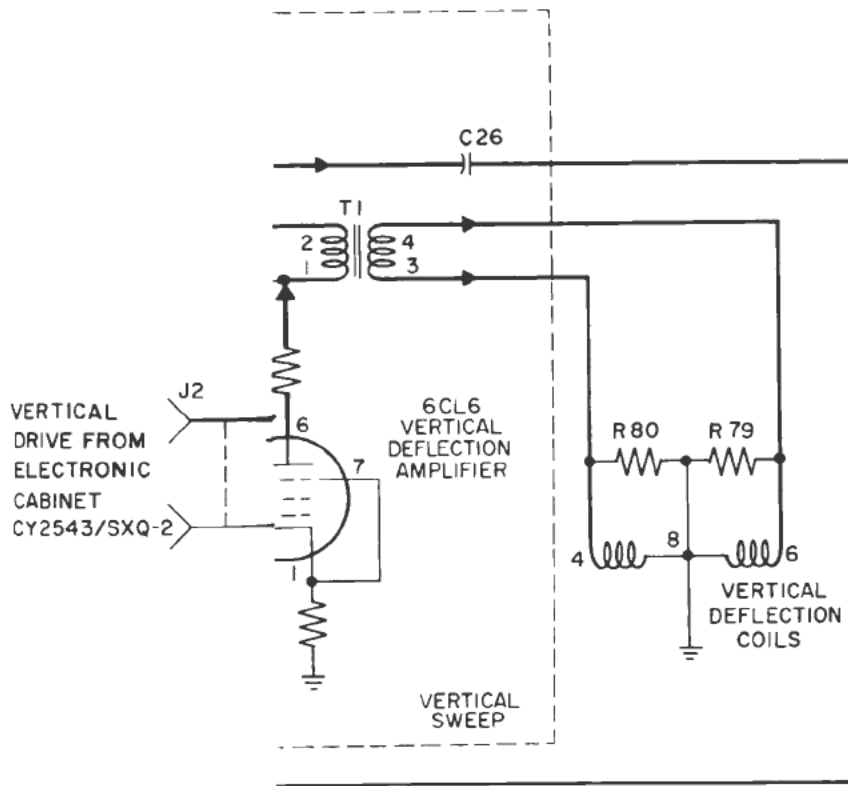 C26
T1
2
4
1
3
J2
6
6CL6
VERTICAL
DEFLECTION
AMPLIFIER
7
VERTICAL
DRIVE FROM
ELECTRONIC
CABINET
CY2543/SXQ-2
1
R80
R79
4
8
6
VERTICAL
DEFLECTION
COILS
VERTICAL
SWEEP